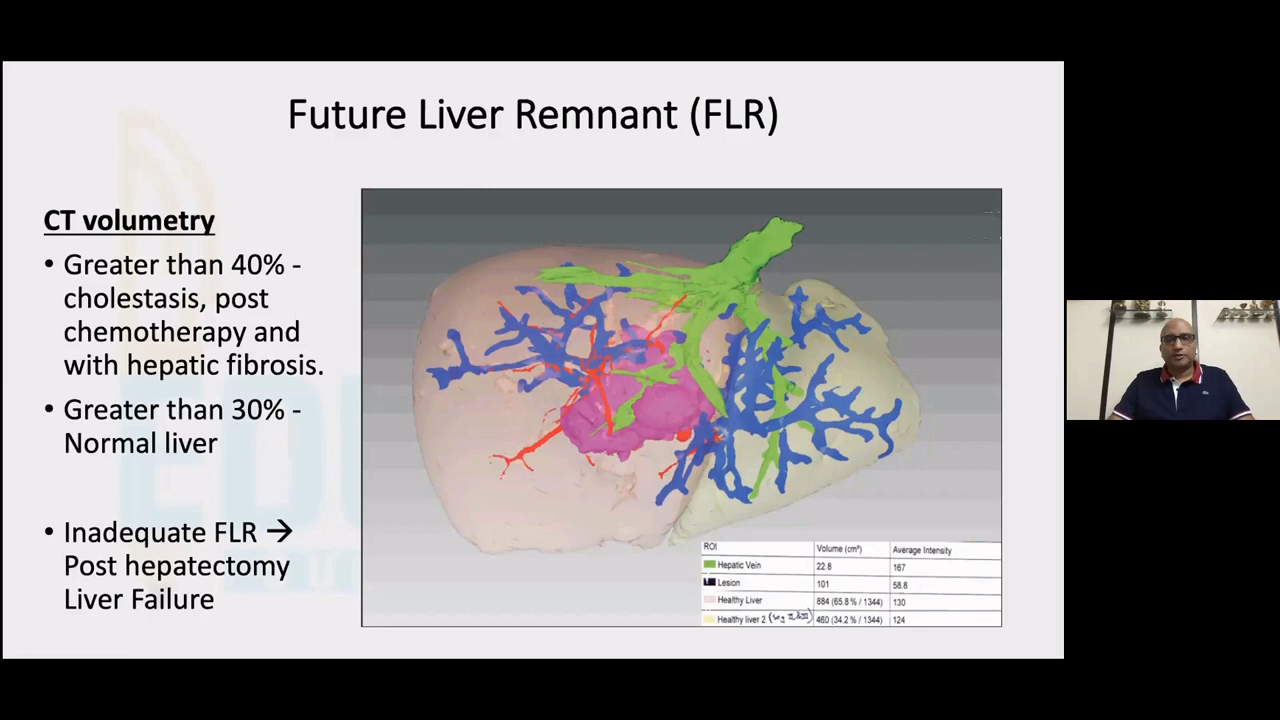 Future Liver Remnant (FLR)
CT volumetry
• Greater than 40% -
cholestasis, post
chemotherapy and
with hepatic fibrosis.
• Greater than 30% -
Normal liver
• Inadequate FLR →
Post hepatectomy
Liver Failure
ROI Volume (cm³) Average Intensity
Hepatic Vein 22.8 167
Lesion 101 58.8
Healthy Liver 884 (65.8 % / 1344) 130
Healthy liver 2 460 (34.2 % / 1344) 124